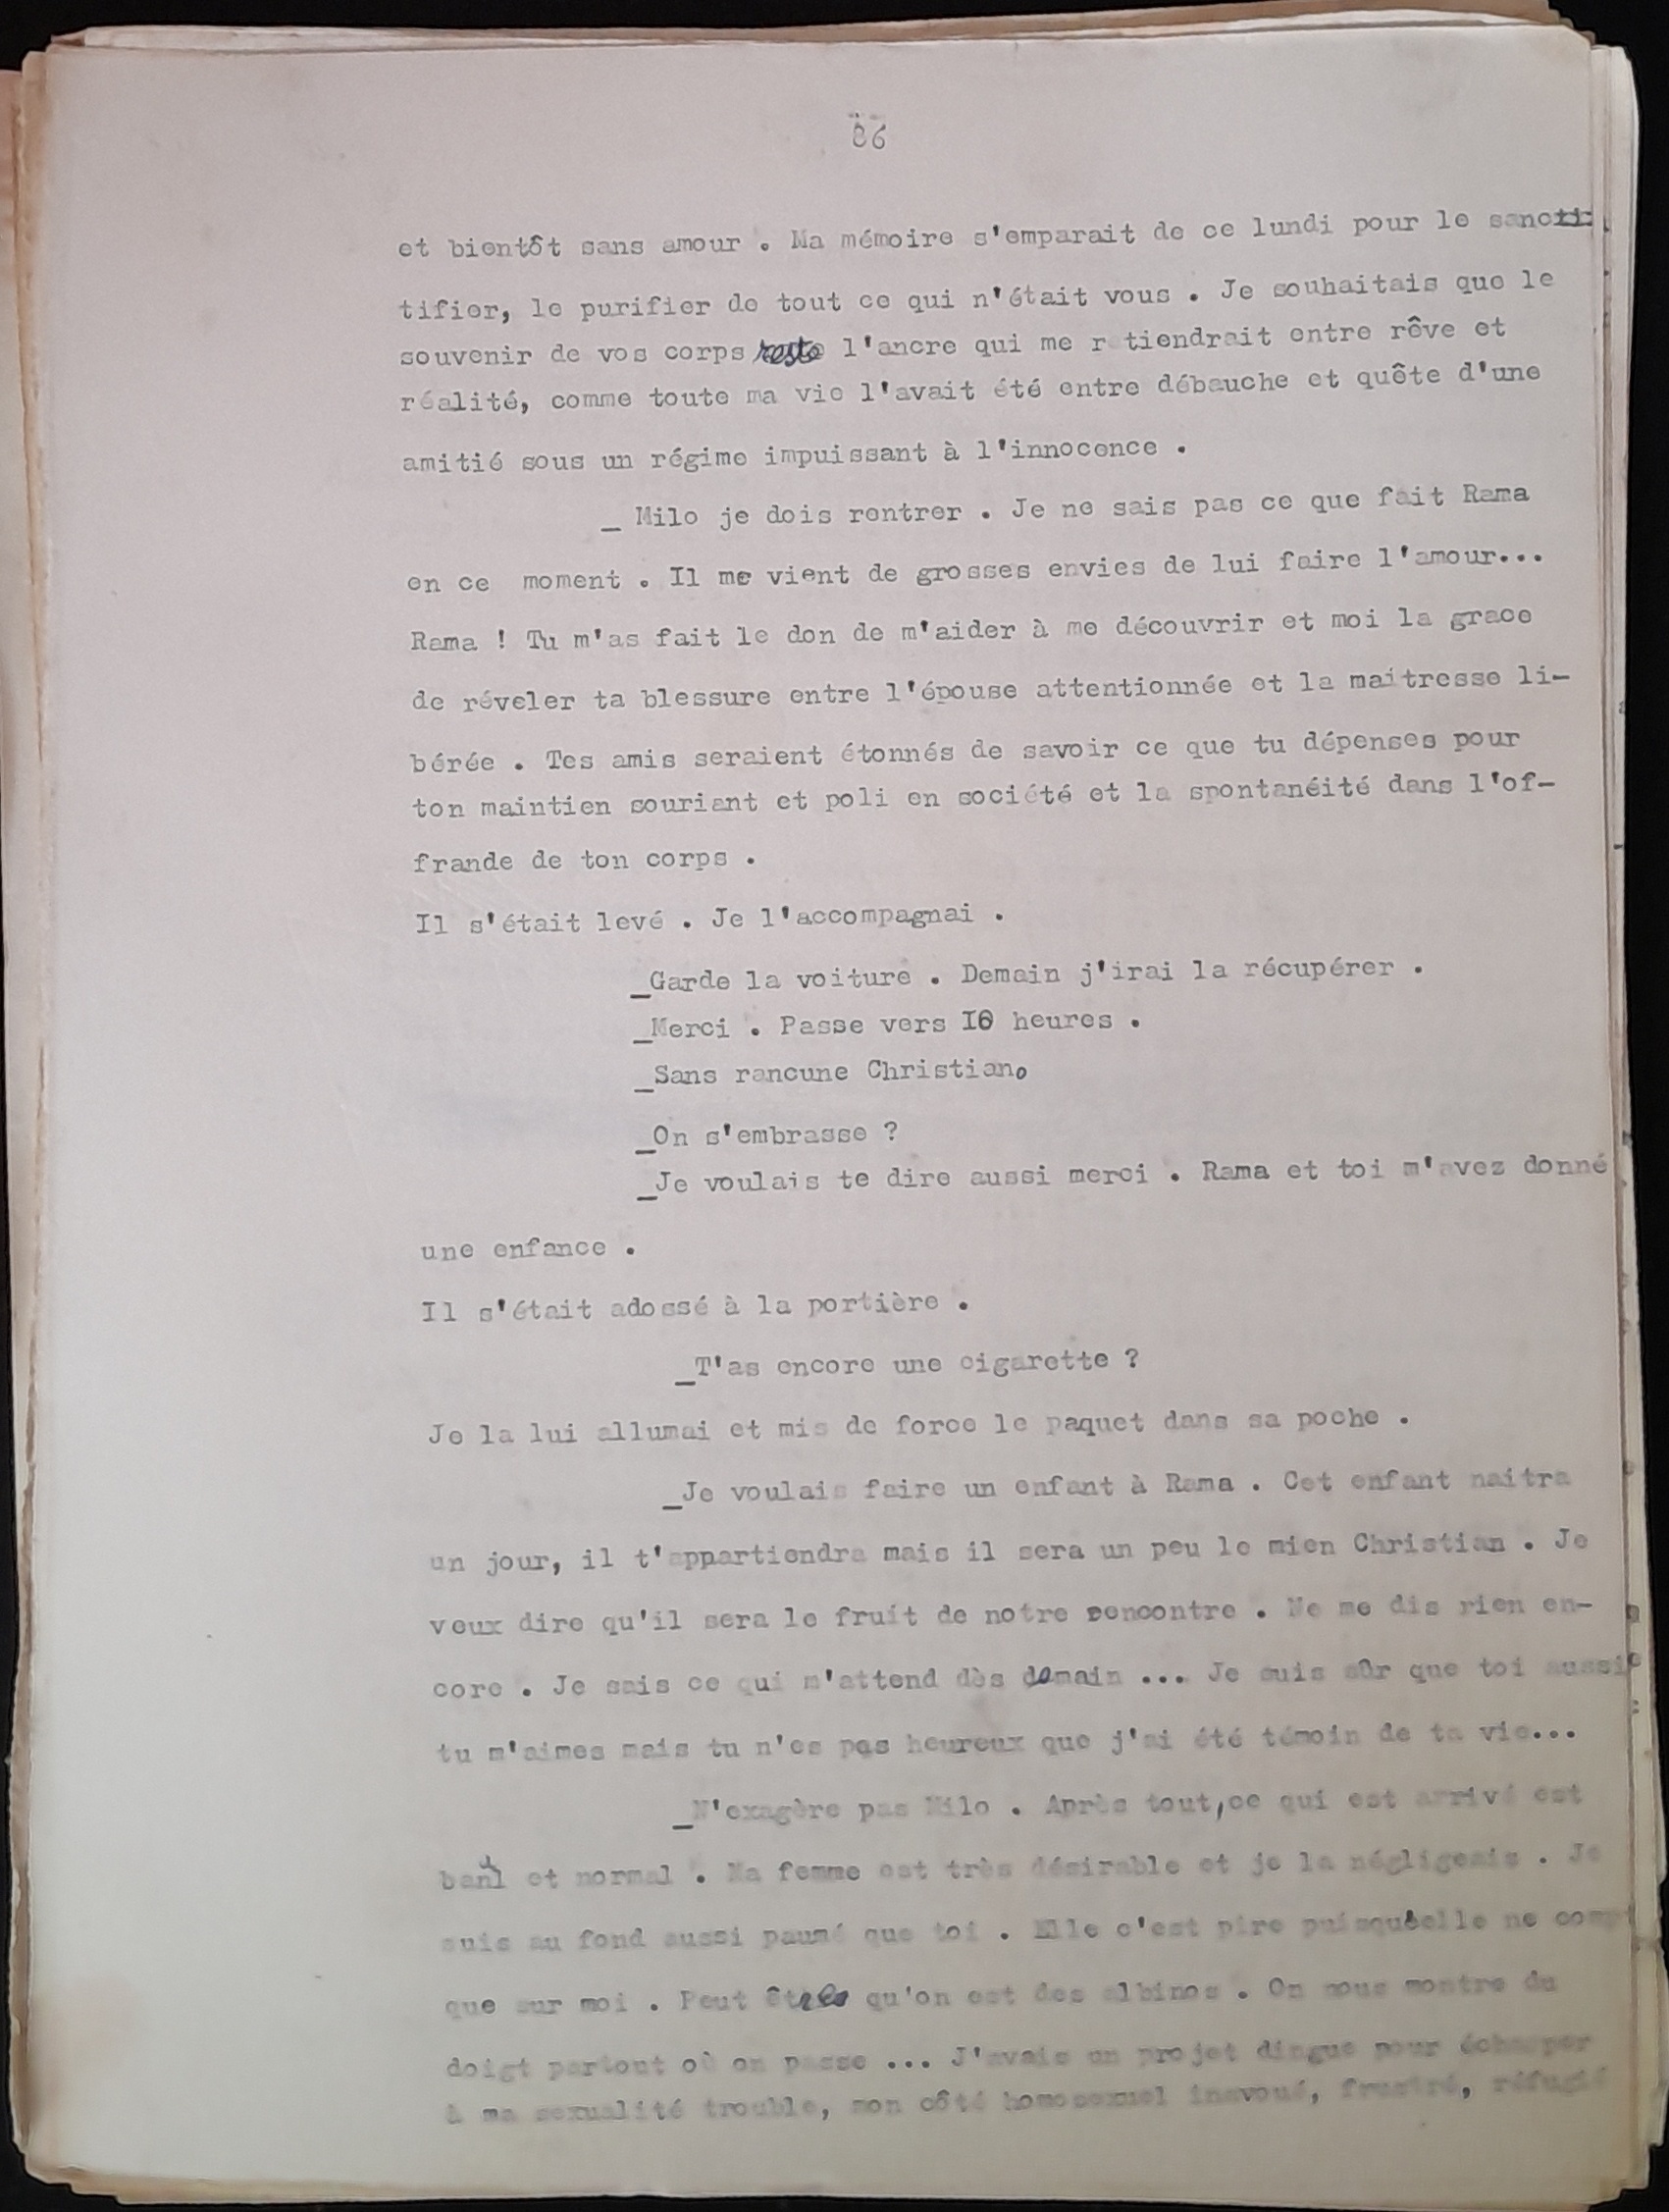 86
et bientôt sans amour . Ma mémoire s'emparait de ce lundi pour le sanc
tifier, le purifier de tout ce qui n'était vous . Je souhaitais que le
souvenir de vos corps reste l'ancre qui me r tiendrait entre rêve et
réalité, comme toute ma vie l'avait été entre débauche et quête d'une
amitié sous un régime impuissant à l'innocence .
_ Milo je dois rentrer . Je ne sais pas ce que fait Rama
en ce moment . Il me vient de grosses envies de lui faire l'amour...
Rama ! Tu m'as fait le don de m'aider à me découvrir et moi la grace
de réveler ta blessure entre l'épouse attentionnée et la maitresse li-
bérée . Tes amis seraient étonnés de savoir ce que tu dépenses pour
ton maintien souriant et poli en société et la spontanéité dans l'of-
frande de ton corps .
Il s'était levé . Je l'accompagnai .
_Garde la voiture . Demain j'irai la récupérer .
_Merci . Passe vers I0 heures .
_Sans rancune Christian.
_On s'embrasse ?
_Je voulais te dire aussi merci . Rama et toi m'avez donné
une enfance .
Il s'était adossé à la portière .
_T'as encore une cigarette ?
Je la lui allumai et mis de force le paquet dans sa poche .
_Je voulais faire un enfant à Rama . Cet enfant naitra
un jour, il t'appartiendra mais il sera un peu le mien Christian . Je
veux dire qu'il sera le fruit de notre rencontre . Ne me dis rien en-
core . Je sais ce qui m'attend dès demain ... Je suis sûr que toi aussi
tu m'aimes mais tu n'es pas heureux que j'ai été témoin de ta vie...
_N'exagère pas Milo . Après tout,ce qui est arrivé est
banal et normal . Ma femme est très désirable et je la négligeais . Je
suis au fond aussi paumé que toi . Elle c'est pire puisqu'elle ne comp
que sur moi . Peut être qu'on est des albinos . On nous montre du
doigt partout où on passe ... J'avais un projet dingue pour échapper
à ma sexualité trouble, mon côté homosexuel inavoué, frustré, réfugié